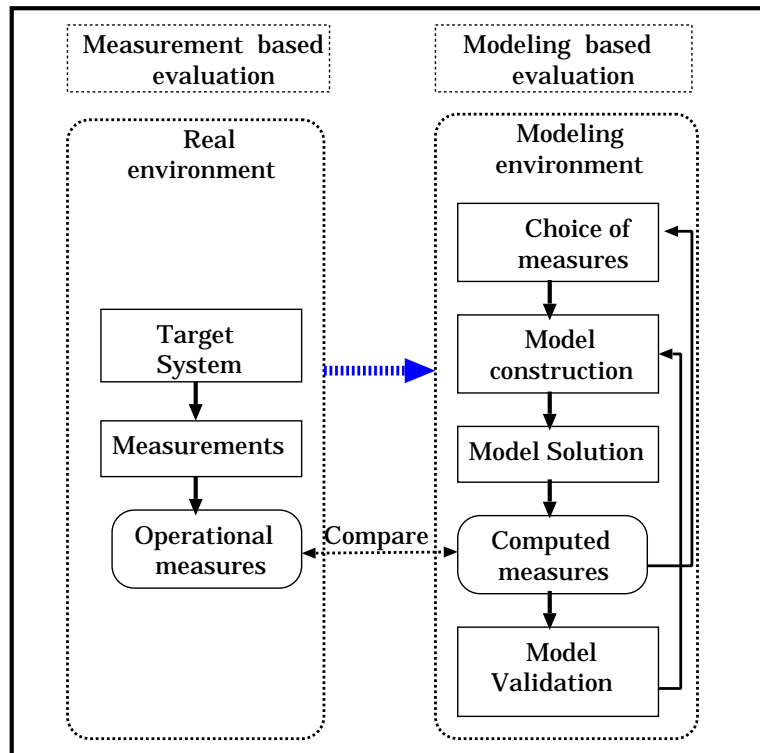 Measurement based
evaluation
Modeling based
evaluation
Real
environment
Modeling
environment
Choice of
measures
Target
System
Model
construction
Measurements
Model Solution
Operational
measures
Compare
Computed
measures
Model
Validation